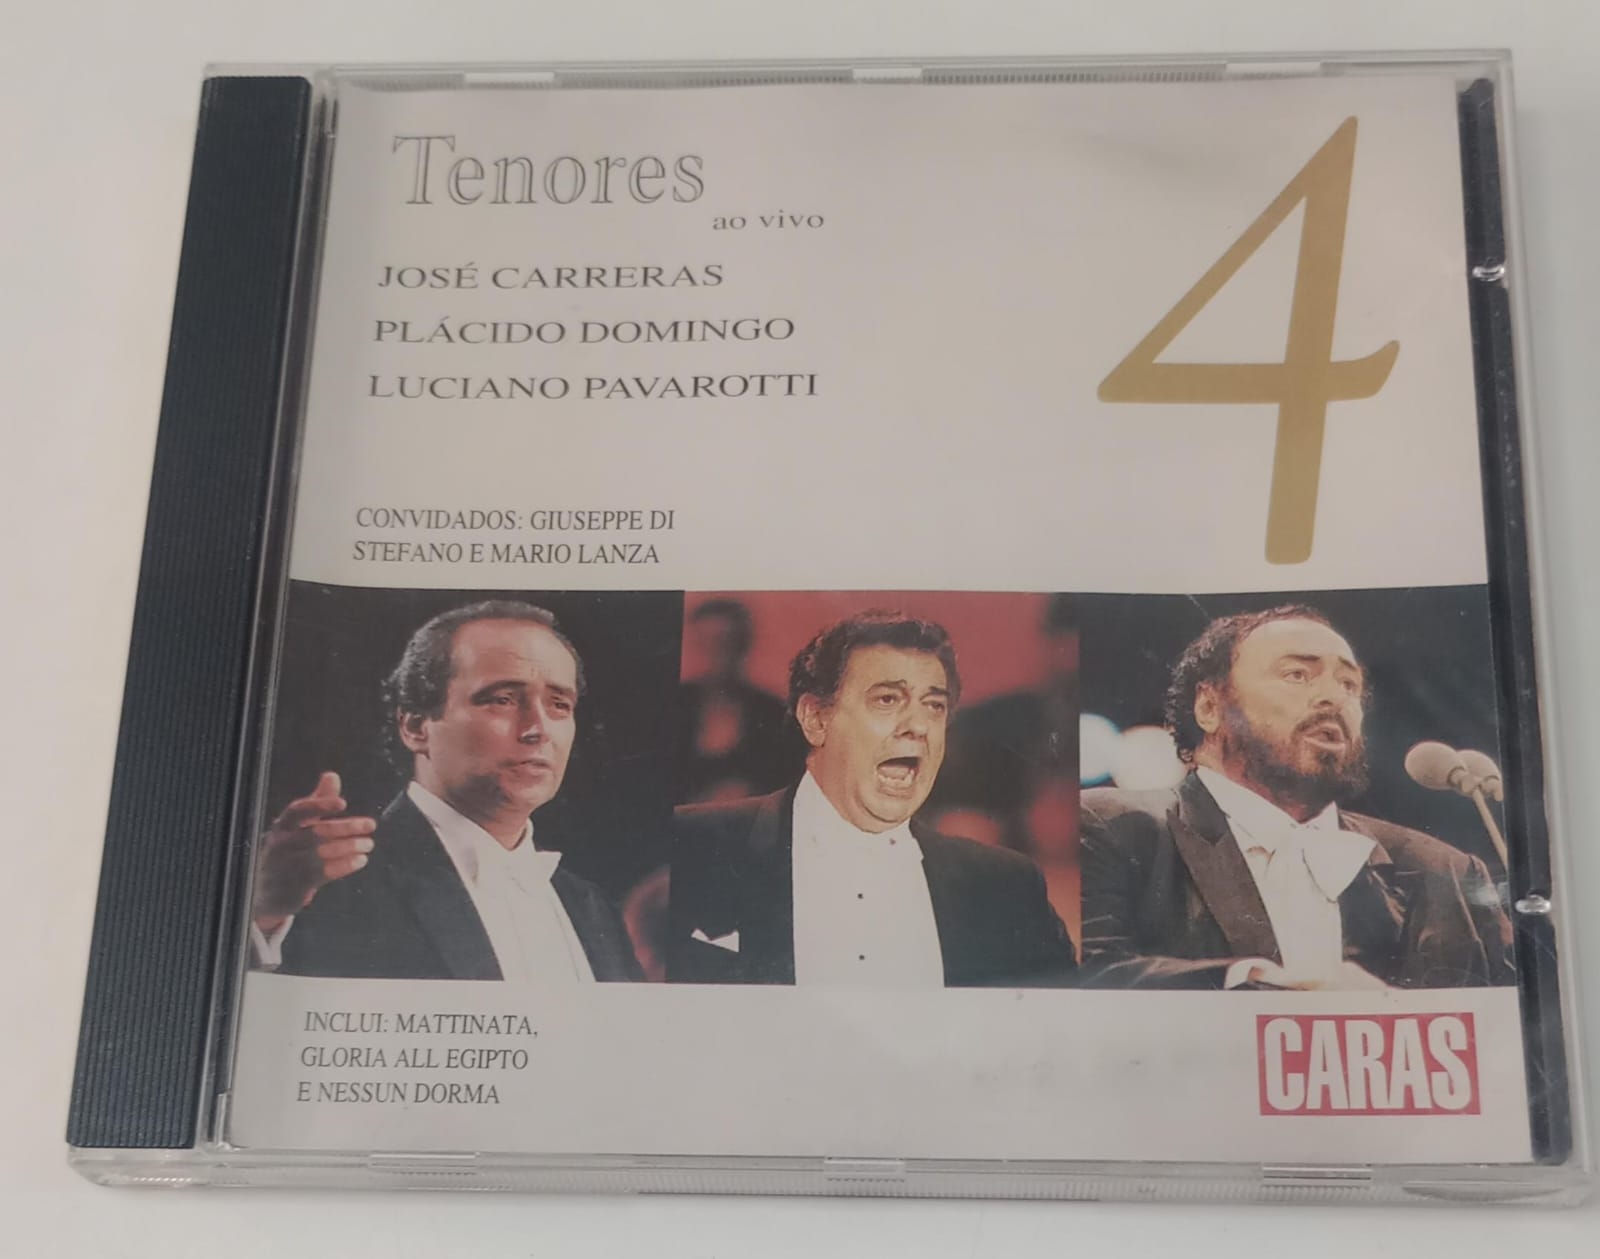 Tenores
ao vivo
4
JOSÉ CARRERAS
PLÁCIDO DOMINGO
LUCIANO PAVAROTTI
CONVIDADOS: GIUSEPPE DI
STEFANO E MARIO LANZA
INCLUI: MATTINATA,
GLORIA ALL EGIPTO
E NESSUN DORMA
CARAS